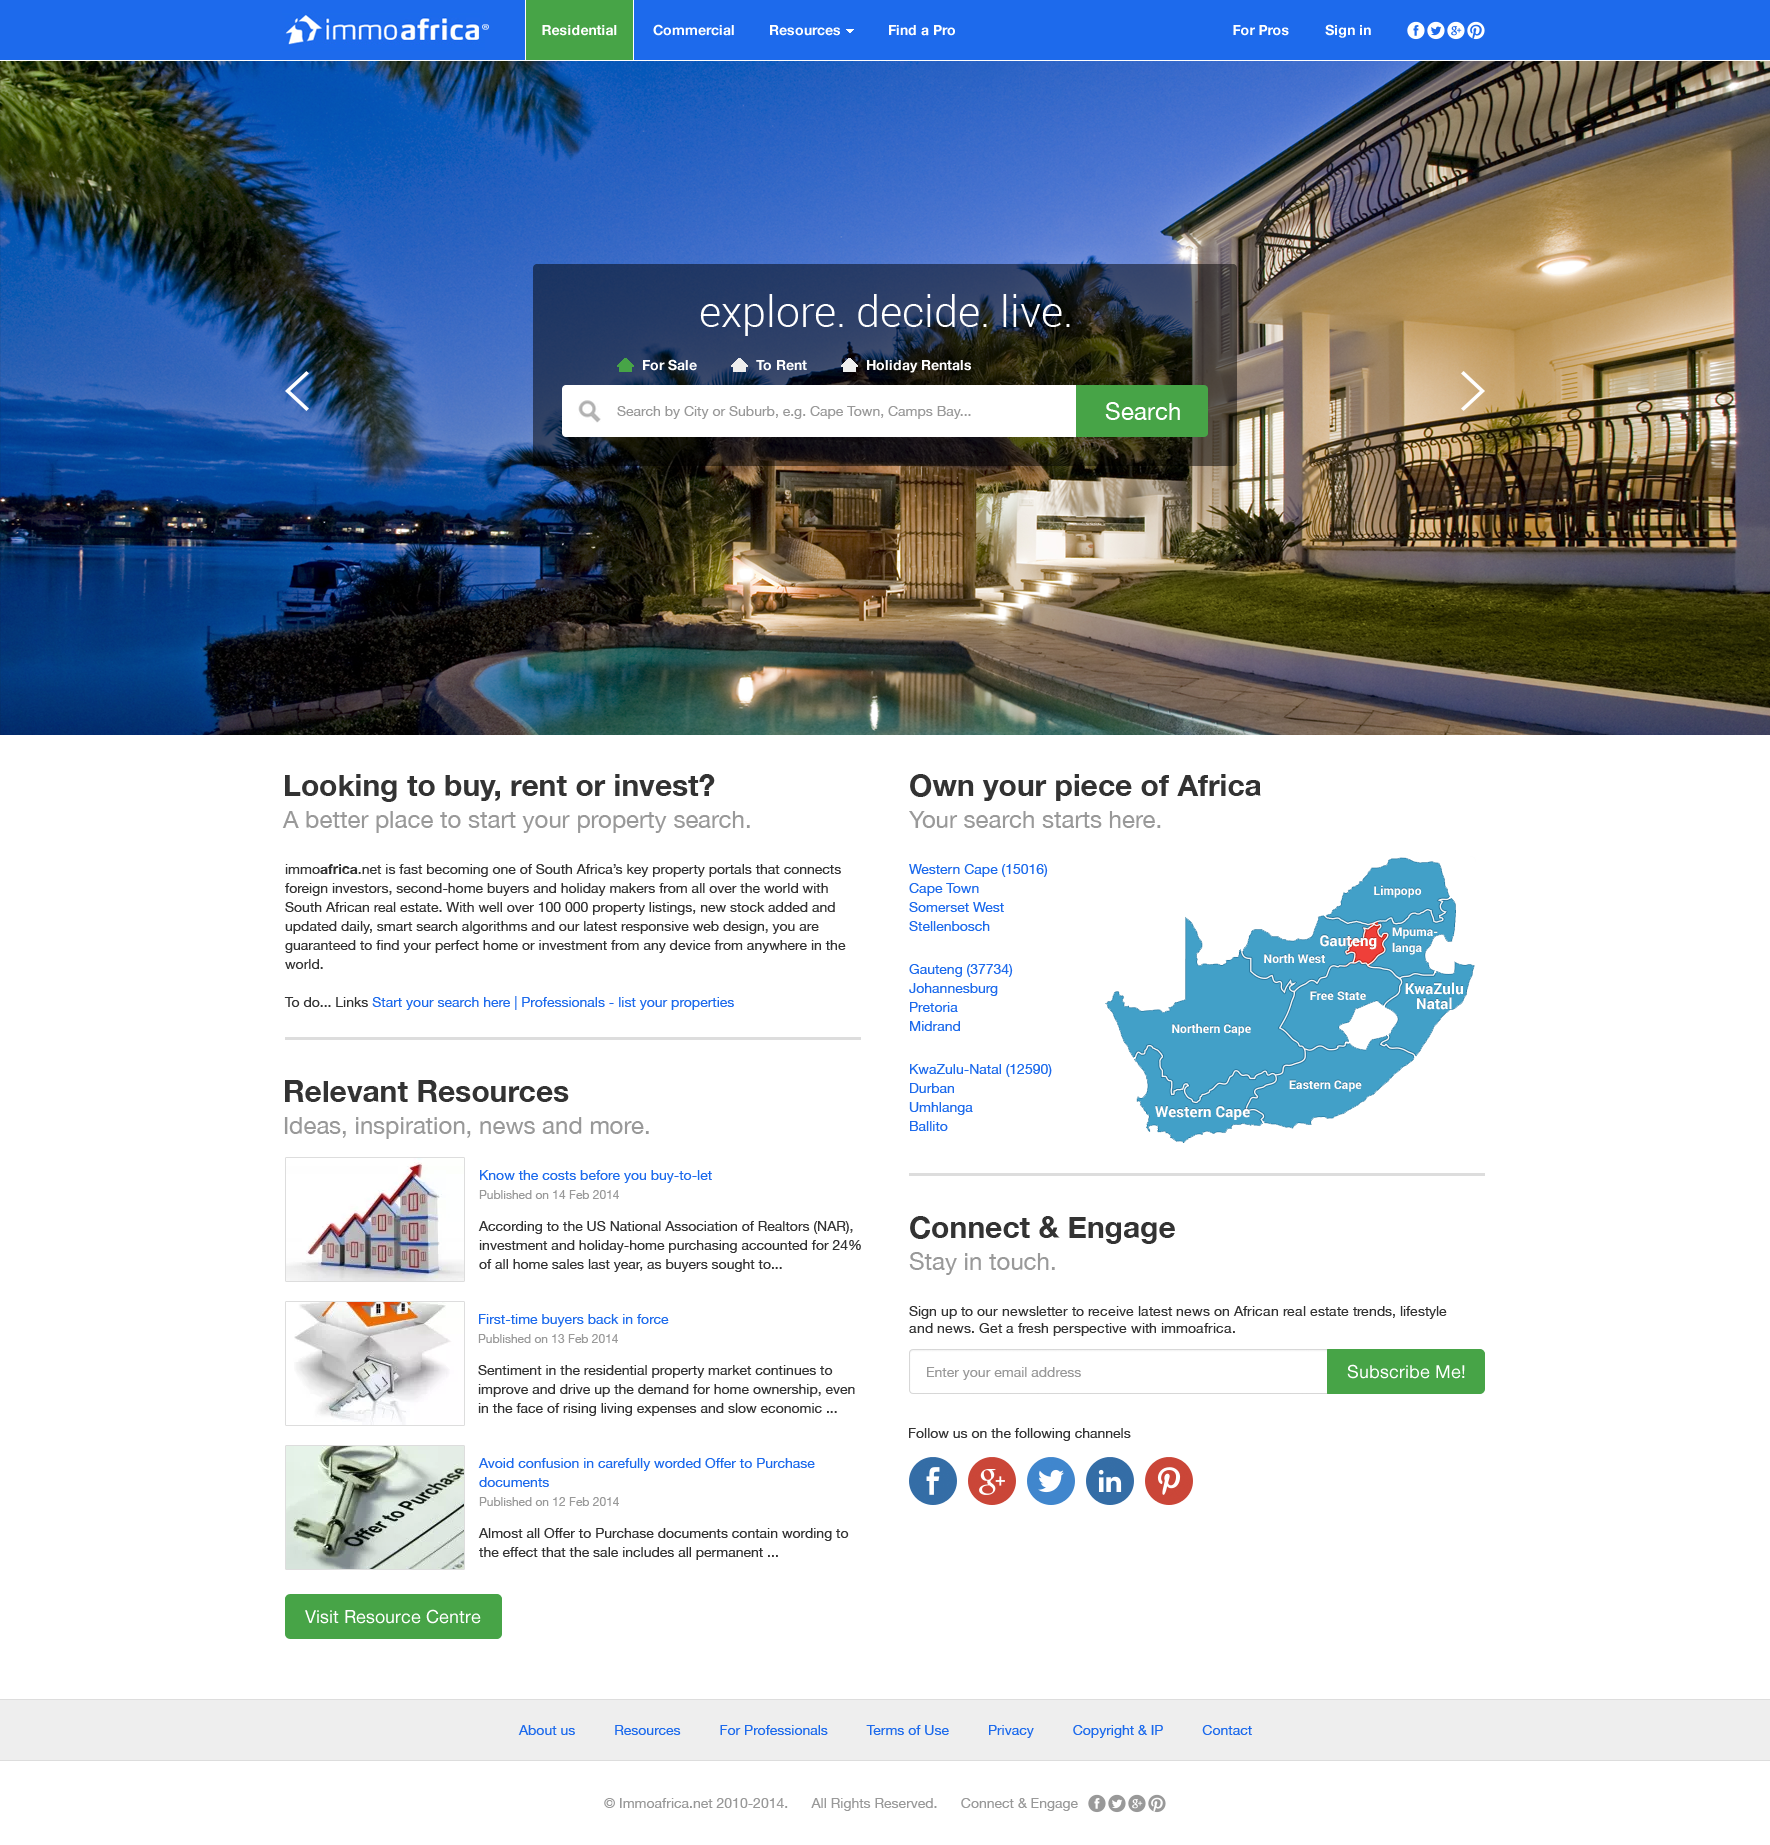 immoafrica®
Residential
Commercial
Resources
Find a Pro
For Pros
Sign in
explore. decide. live.
For Sale
To Rent
Holiday Rentals
Search by City or Suburb, e.g. Cape Town, Camps Bay...
Search
Looking to buy, rent or invest?
A better place to start your property search.
immoafrica.net is fast becoming one of South Africa’s key property portals that connects
foreign investors, second-home buyers and holiday makers from all over the world with
South African real estate. With well over 100 000 property listings, new stock added and
updated daily, smart search algorithms and our latest responsive web design, you are
guaranteed to find your perfect home or investment from any device from anywhere in the
world.
To do... Links Start your search here | Professionals - list your properties
Relevant Resources
Ideas, inspiration, news and more.
Know the costs before you buy-to-let
Published on 14 Feb 2014
According to the US National Association of Realtors (NAR),
investment and holiday-home purchasing accounted for 24%
of all home sales last year, as buyers sought to...
First-time buyers back in force
Published on 13 Feb 2014
Sentiment in the residential property market continues to
improve and drive up the demand for home ownership, even
in the face of rising living expenses and slow economic ...
Offer to Purchase
Avoid confusion in carefully worded Offer to Purchase
documents
Published on 12 Feb 2014
Almost all Offer to Purchase documents contain wording to
the effect that the sale includes all permanent ...
Visit Resource Centre
Own your piece of Africa
Your search starts here.
Western Cape (15016)
Cape Town
Somerset West
Stellenbosch
Gauteng (37734)
Johannesburg
Pretoria
Midrand
KwaZulu-Natal (12590)
Durban
Umhlanga
Ballito
Limpopo
Gauteng
Mpuma-
langa
North West
Free State
KwaZulu
Natal
Northern Cape
Eastern Cape
Western Cape
Connect & Engage
Stay in touch.
Sign up to our newsletter to receive latest news on African real estate trends, lifestyle
and news. Get a fresh perspective with immoafrica.
Enter your email address
Subscribe Me!
Follow us on the following channels
About us
Resources
For Professionals
Terms of Use
Privacy
Copyright & IP
Contact
© Immoafrica.net 2010-2014.
All Rights Reserved.
Connect & Engage